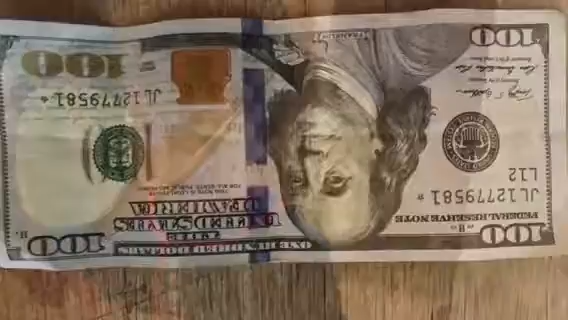 100
FEDERAL RESERVE NOTE
JL12779581 *
L12
ONE HUNDRED DOLLARS
THE
UNITED STATES
OF AMERICA
100
THIS NOTE IS LEGAL TENDER
FOR ALL DEBTS, PUBLIC AND PRIVATE
JL12779581 *
100
FRANKLIN
100